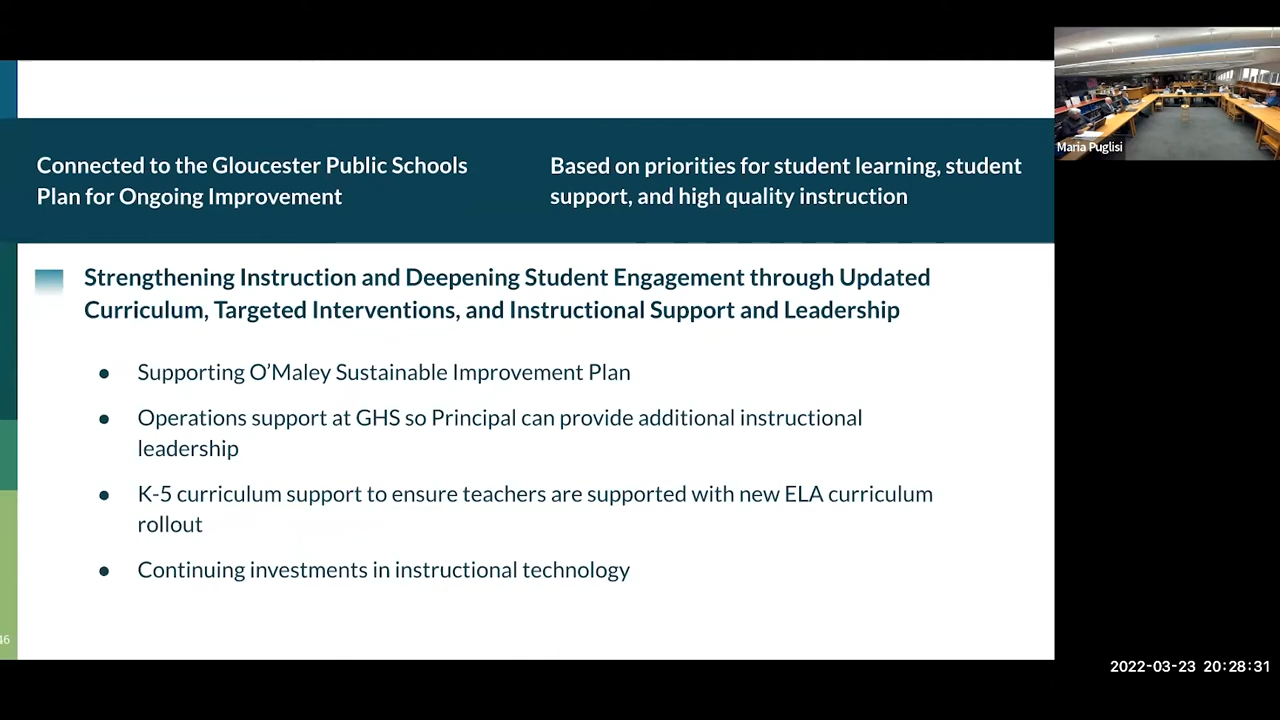 Connected to the Gloucester Public Schools
Plan for Ongoing Improvement
Based on priorities for student learning, student
support, and high quality instruction
Strengthening Instruction and Deepening Student Engagement through Updated
Curriculum, Targeted Interventions, and Instructional Support and Leadership
● Supporting O’Maley Sustainable Improvement Plan
● Operations support at GHS so Principal can provide additional instructional
leadership
● K-5 curriculum support to ensure teachers are supported with new ELA curriculum
rollout
● Continuing investments in instructional technology
46
Maria Puglisi
2022-03-23 20:28:31